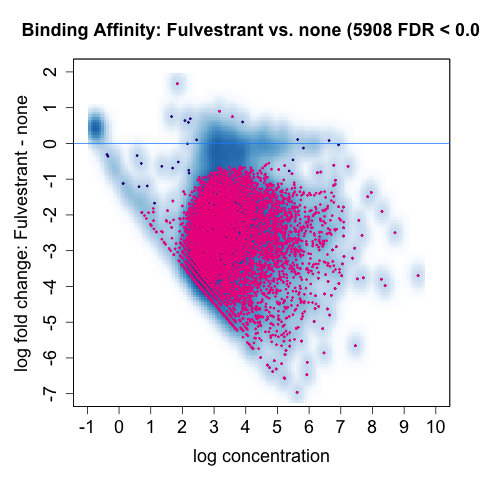 Binding Affinity: Fulvestrant vs. none (5908 FDR < 0.0
log fold change: Fulvestrant - none
2
1
0
-1
-2
-3
-4
-5
-6
-7
-1 0 1 2 3 4 5 6 7 8 9 10
log concentration